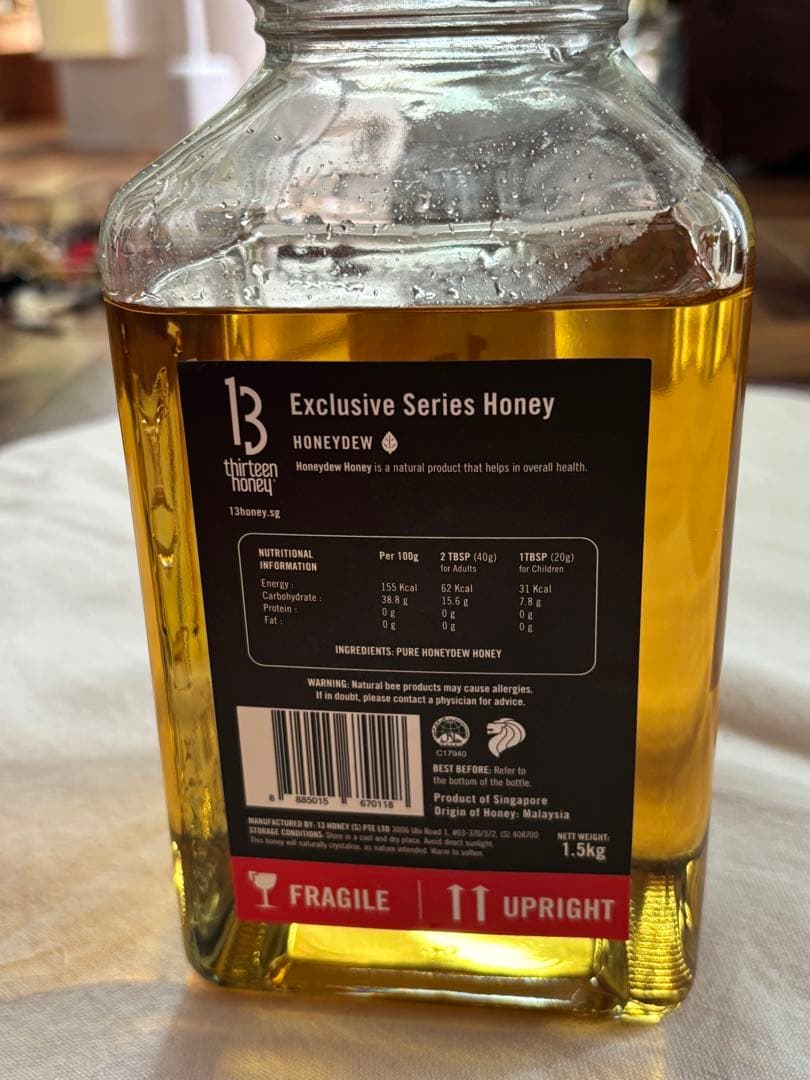 13
thirteen
honey
13honey.sg
Exclusive Series Honey
HONEYDEW
Honeydew Honey is a natural product that helps in overall health.
NUTRITIONAL INFORMATION Per 100g 2 TBSP (40g) for Adults 1TBSP (20g) for Children
Energy : 155 Kcal 62 Kcal 31 Kcal
Carbohydrate : 38.8 g 15.6 g 7.8 g
Protein : 0 g 0 g 0 g
Fat : 0 g 0 g 0 g
INGREDIENTS: PURE HONEYDEW HONEY
WARNING: Natural bee products may cause allergies.
If in doubt, please contact a physician for advice.
8 885015 670118
C17940
BEST BEFORE: Refer to
the bottom of the bottle.
Product of Singapore
Origin of Honey: Malaysia
MANUFACTURED BY: 13 HONEY (S) PTE LTD 3006 Ubi Road 1, #03-370/372, (S) 408700
STORAGE CONDITIONS: Store in a cool and dry place. Avoid direct sunlight.
This honey will naturally crystalise, as nature intended. Warm to soften.
NETT WEIGHT:
1.5kg
FRAGILE
UPRIGHT